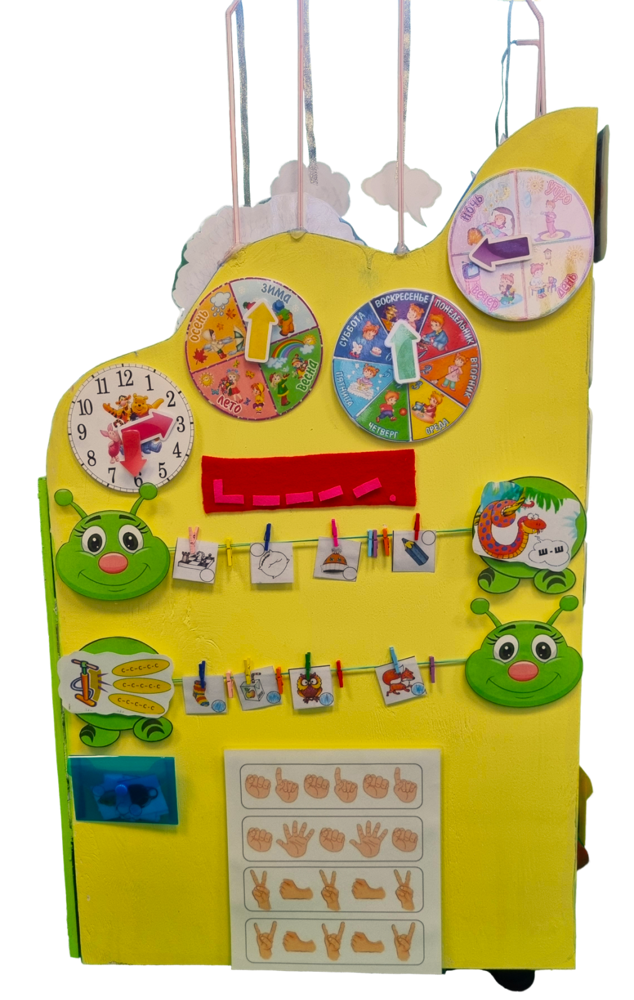 НОЧЬ
УТРО
ВЕЧЕР
ДЕНЬ
ОСЕНЬ
ЗИМА
ВЕСНА
ЛЕТО
ВОСКРЕСЕНЬЕ
ПОНЕДЕЛЬНИК
ВТОРНИК
СРЕДА
ЧЕТВЕРГ
ПЯТНИЦА
СУББОТА
12
1
2
3
4
5
6
7
8
9
10
11
Ш - Ш
С-С-С-С-С
С-С-С-С-С
С-С-С-С-С